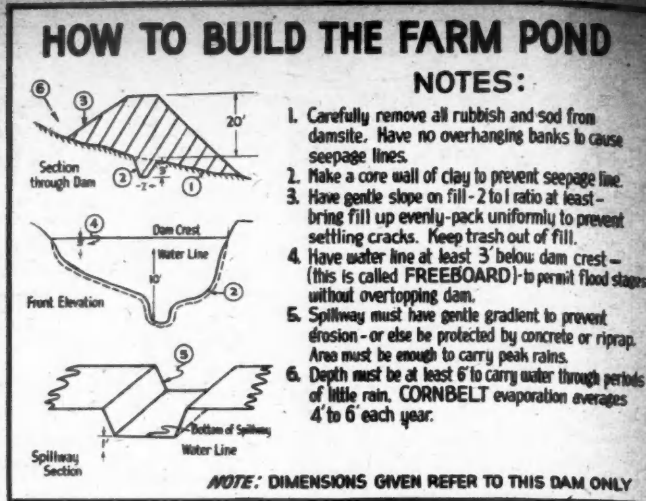 HOW TO BUILD THE FARM POND
6
3
20'
Section
through Dam
2
2'
3'
1
4
Dam Crest
3'
Water Line
10'
Front Elevation
2
5
Bottom of Spillway
1'
Water Line
Spillway
Section
NOTES:
1. Carefully remove all rubbish and sod from
damsite. Have no overhanging banks to cause
seepage lines.
2. Make a core wall of clay to prevent seepage line.
3. Have gentle slope on fill-2 to 1 ratio at least-
bring fill up evenly-pack uniformly to prevent
settling cracks. Keep trash out of fill.
4. Have water line at least 3' below dam crest-
(this is called FREEBOARD)-to permit flood stages
without overtopping dam.
5. Spillway must have gentle gradient to prevent
erosion-or else be protected by concrete or riprap.
Area must be enough to carry peak rains.
6. Depth must be at least 6' to carry water through periods
of little rain. CORNBELT evaporation averages
4' to 6' each year.
NOTE: DIMENSIONS GIVEN REFER TO THIS DAM ONLY